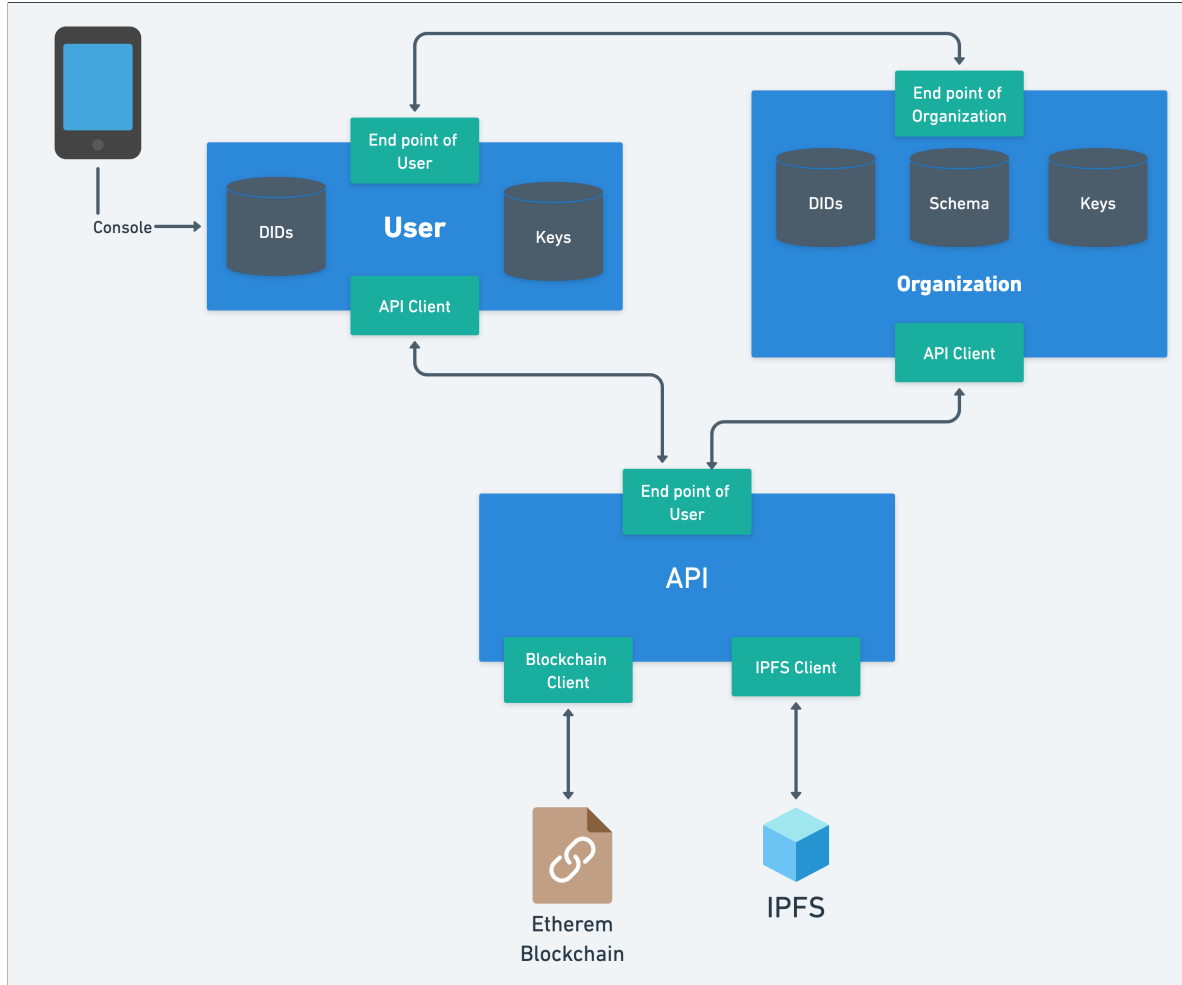 End point of
User
End point of
Organization
Console
DIDs
User
Keys
API Client
DIDs
Schema
Keys
Organization
API Client
End point of
User
API
Blockchain
Client
IPFS Client
Etherem
Blockchain
IPFS